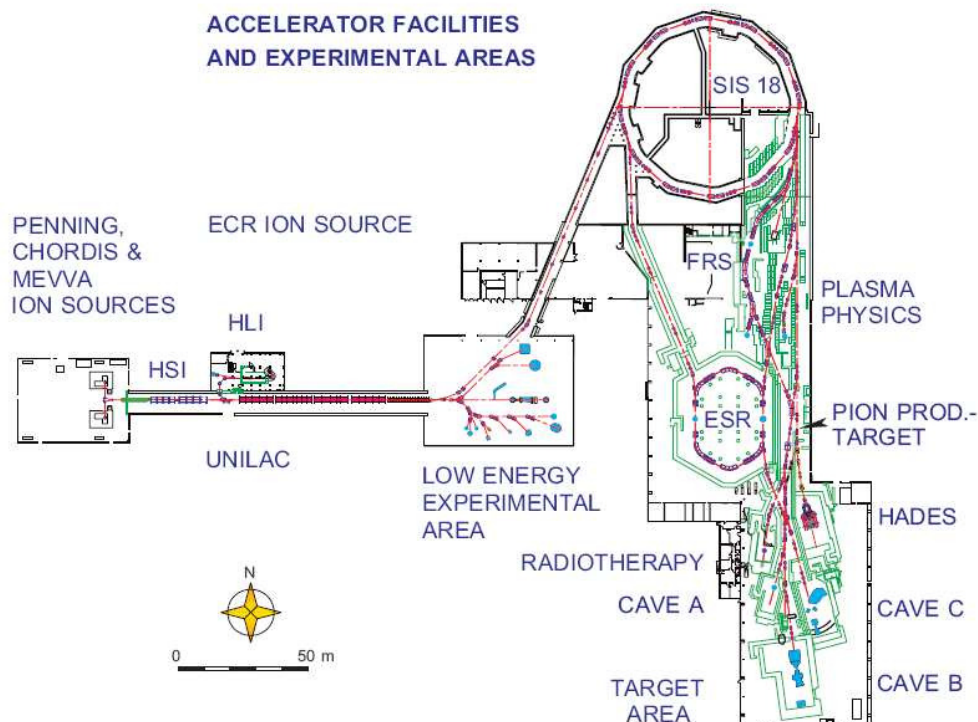 ACCELERATOR FACILITIES
AND EXPERIMENTAL AREAS
SIS 18
PENNING,
CHORDIS &
MEVVA
ION SOURCES
ECR ION SOURCE
FRS
PLASMA
PHYSICS
HLI
HSI
ESR
PION PROD.-
TARGET
UNILAC
LOW ENERGY
EXPERIMENTAL
AREA
HADES
RADIOTHERAPY
CAVE A
CAVE C
N
0 50 m
TARGET
AREA
CAVE B